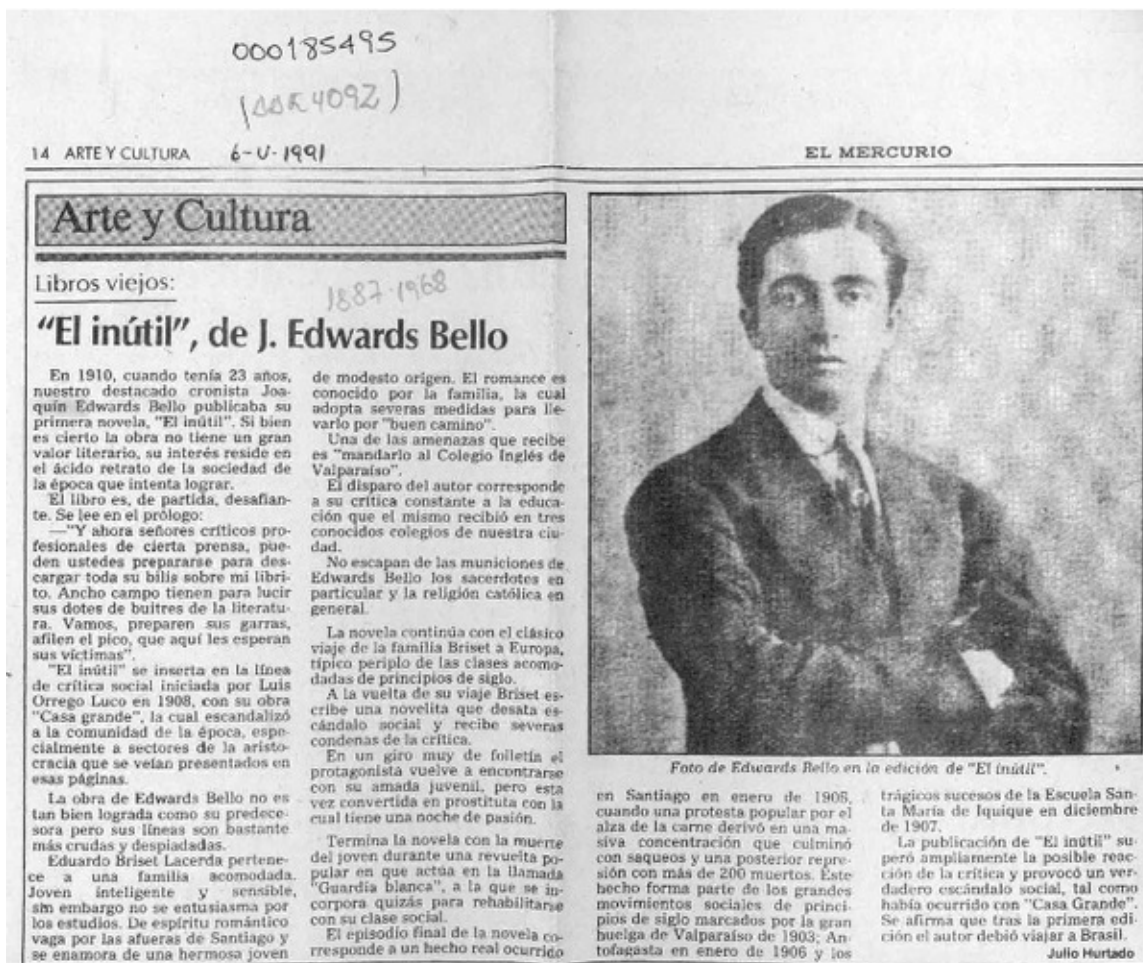 000185495
14 ARTE Y CULTURA 6-V-1991 EL MERCURIO
Arte y Cultura
Libros viejos:
1887-1968
"El inútil", de J. Edwards Bello
En 1910, cuando tenía 23 años,
nuestro destacado cronista Joa-
quín Edwards Bello publicaba su
primera novela, "El inútil". Si bien
es cierto la obra no tiene un gran
valor literario, su interés reside en
el ácido retrato de la sociedad de
la época que intenta lograr.
El libro es, de partida, desafian-
te. Se lee en el prólogo:
—"Y ahora señores críticos pro-
fesionales de cierta prensa, pue-
den ustedes prepararse para des-
cargar toda su bilis sobre mi libri-
to. Ancho campo tienen para lucir
sus dotes de buitres de la literatu-
ra. Vamos, preparen sus garras,
afilen el pico, que aquí les esperan
sus víctimas".
"El inútil" se inserta en la línea
de crítica social iniciada por Luis
Orrego Luco en 1908, con su obra
"Casa grande", la cual escandalizó
a la comunidad de la época, espe-
cialmente a sectores de la aristo-
cracia que se veían presentados en
esas páginas.
La obra de Edwards Bello no es
tan bien lograda como su predece-
sora pero sus líneas son bastante
más crudas y despiadadas.
Eduardo Briset Lacerda pertene-
ce a una familia acomodada.
Joven inteligente y sensible,
sin embargo no se entusiasma por
los estudios. De espíritu romántico
vaga por las afueras de Santiago y
se enamora de una hermosa joven
de modesto origen. El romance es
conocido por la familia, la cual
adopta severas medidas para lle-
varlo por "buen camino".
Una de las amenazas que recibe
es "mandarlo al Colegio Inglés de
Valparaíso".
El disparo del autor corresponde
a su crítica constante a la educa-
ción que el mismo recibió en tres
conocidos colegios de nuestra ciu-
dad.
No escapan de las municiones de
Edwards Bello los sacerdotes en
particular y la religión católica en
general.
La novela continúa con el clásico
viaje de la familia Briset a Europa,
típico periplo de las clases acomo-
dadas de principios de siglo.
A la vuelta de su viaje Briset es-
cribe una novelita que desata es-
cándalo social y recibe severas
condenas de la crítica.
En un giro muy de folletín el
protagonista vuelve a encontrarse
con su amada juvenil, pero esta
vez convertida en prostituta con la
cual tiene una noche de pasión.
Termina la novela con la muerte
del joven durante una revuelta po-
pular en que actúa en la llamada
"Guardia blanca", a la que se in-
corpora quizás para rehabilitarse
con su clase social.
El episodio final de la novela co-
rresponde a un hecho real ocurrido
Foto de Edwards Bello en la edición de "El inútil".
en Santiago en enero de 1905,
cuando una protesta popular por el
alza de la carne derivó en una ma-
siva concentración que culminó
con saqueos y una posterior repre-
sión con más de 200 muertos. Este
hecho forma parte de los grandes
movimientos sociales de princi-
pios de siglo marcados por la gran
huelga de Valparaíso de 1903; An-
tofagasta en enero de 1906 y los
trágicos sucesos de la Escuela San-
ta María de Iquique en diciembre
de 1907.
La publicación de "El inútil" su-
peró ampliamente la posible reac-
ción de la crítica y provocó un ver-
dadero escándalo social, tal como
había ocurrido con "Casa Grande".
Se afirma que tras la primera edi-
ción el autor debió viajar a Brasil.
Julio Hurtado